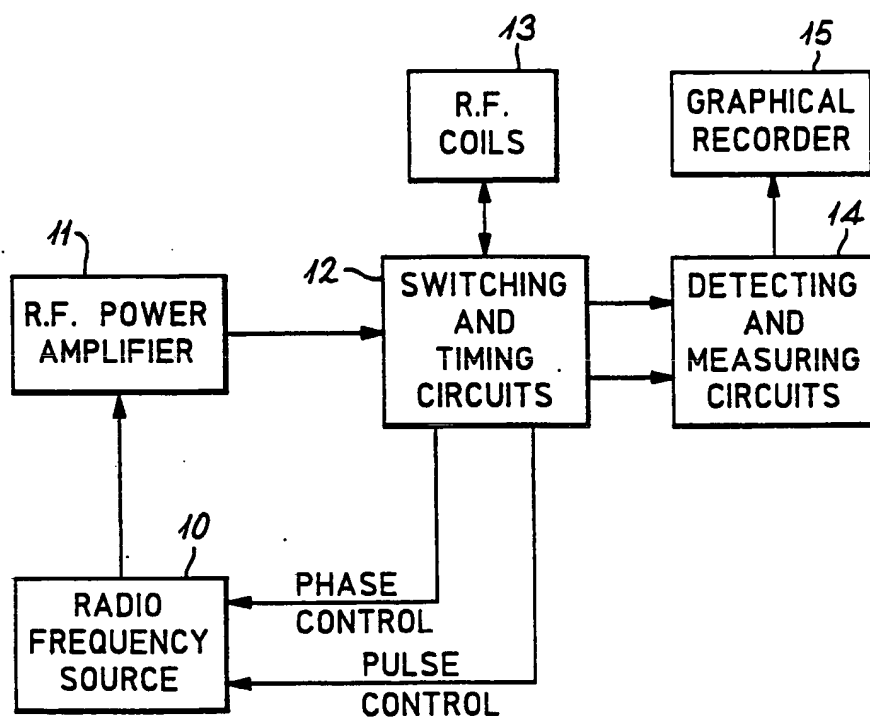 13
R.F.
COILS
15
GRAPHICAL
RECORDER
11
R.F. POWER
AMPLIFIER
12
SWITCHING
AND
TIMING
CIRCUITS
14
DETECTING
AND
MEASURING
CIRCUITS
10
RADIO
FREQUENCY
SOURCE
PHASE
CONTROL
PULSE
CONTROL